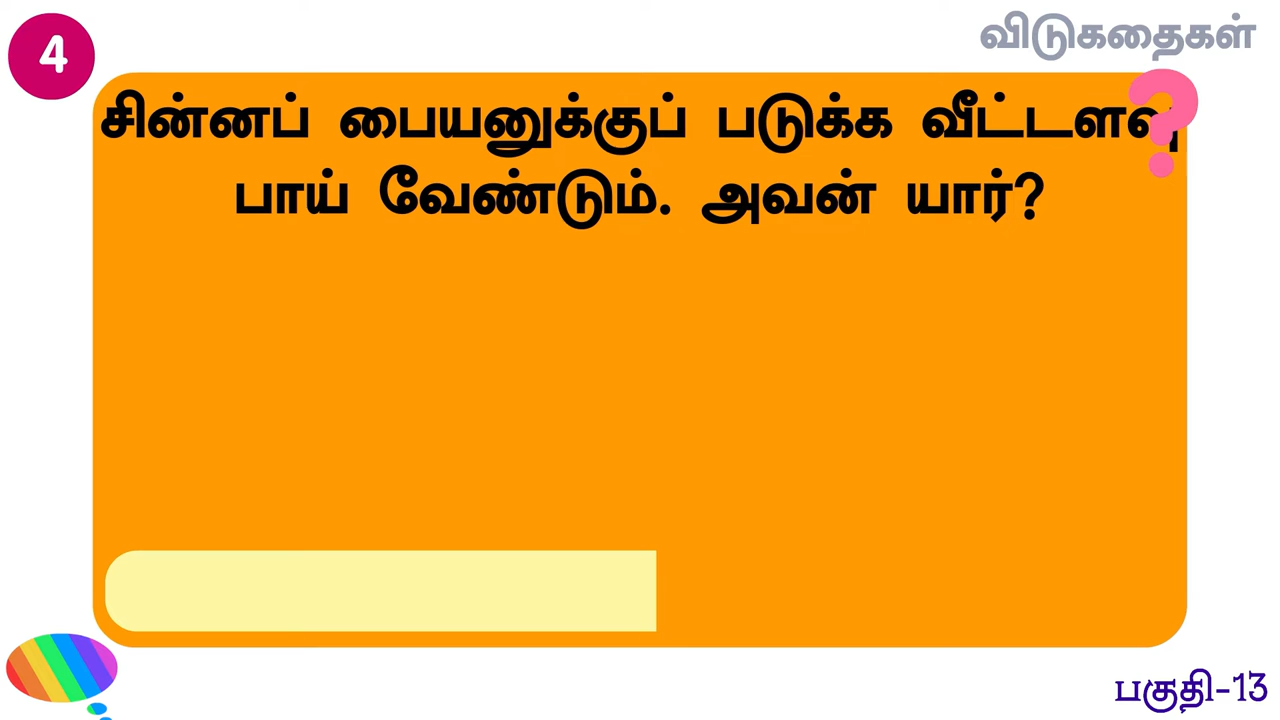 4
விடுகதைகள்
சின்னப் பையனுக்குப் படுக்க வீட்டளவு
பாய் வேண்டும். அவன் யார்?
பகுதி-13